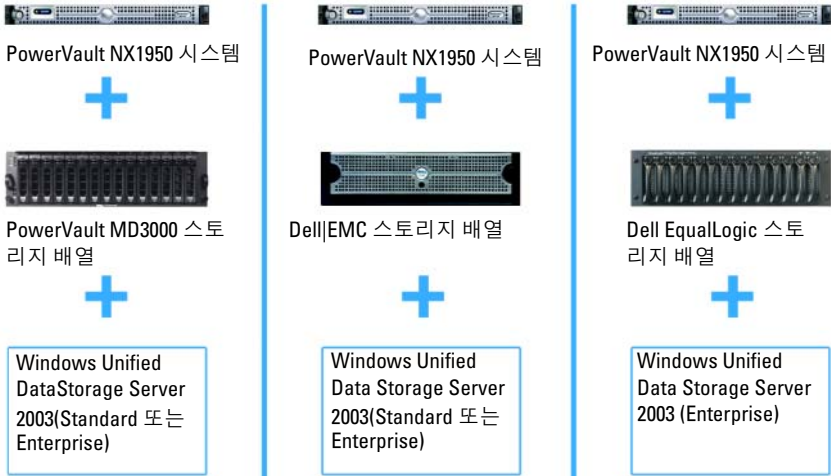 PowerVault NX1950 시스템
PowerVault MD3000 스토
리지 배열
Windows Unified
DataStorage Server
2003(Standard 또는
Enterprise)
PowerVault NX1950 시스템
Dell|EMC 스토리지 배열
Windows Unified
Data Storage Server
2003(Standard 또는
Enterprise)
PowerVault NX1950 시스템
Dell EqualLogic 스토
리지 배열
Windows Unified
Data Storage Server
2003 (Enterprise)